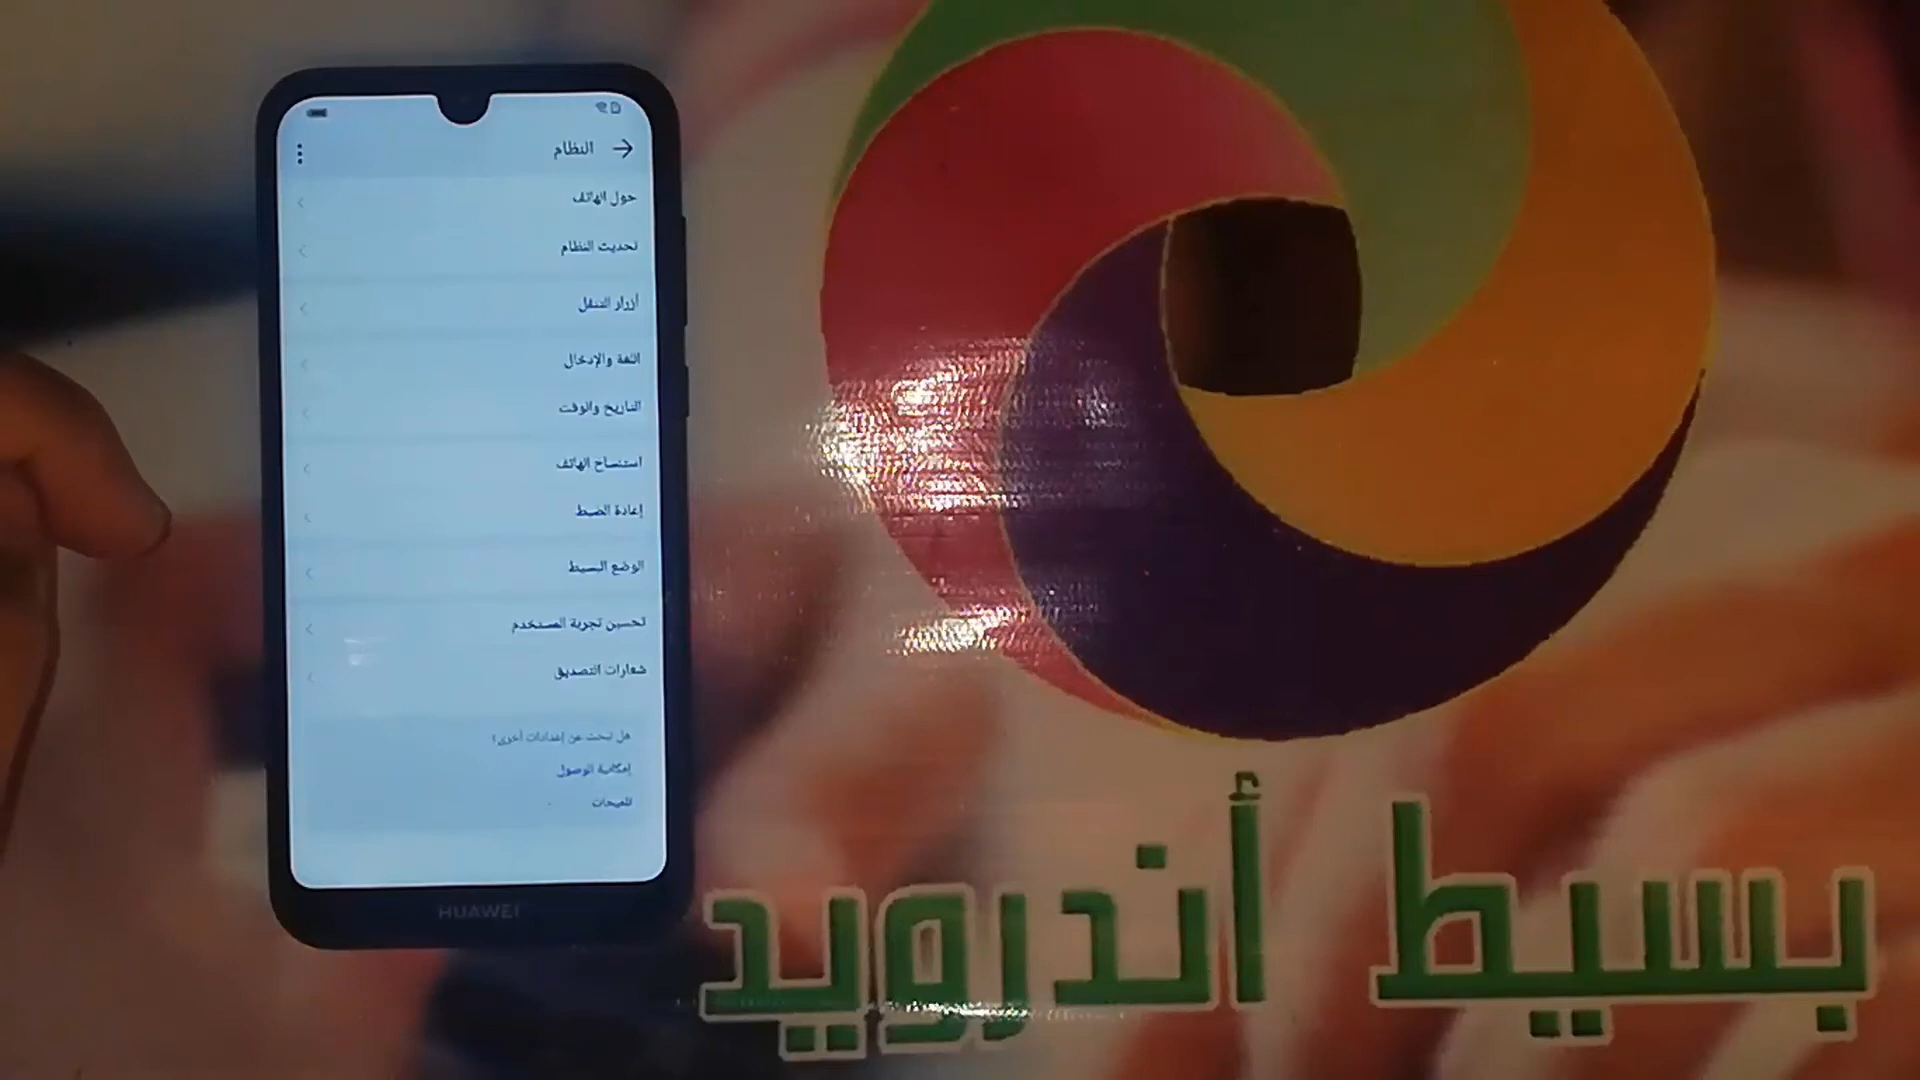 النظام
حول الهاتف
تحديث النظام
أزرار التنقل
اللغة والإدخال
التاريخ والوقت
استنساخ الهاتف
إعادة الضبط
الوضع البسيط
تحسين تجربة المستخدم
شعارات التصديق
هل تبحث عن إعدادات أخرى؟
إمكانية الوصول
تلميحات
HUAWEI
بسيط أندرويد